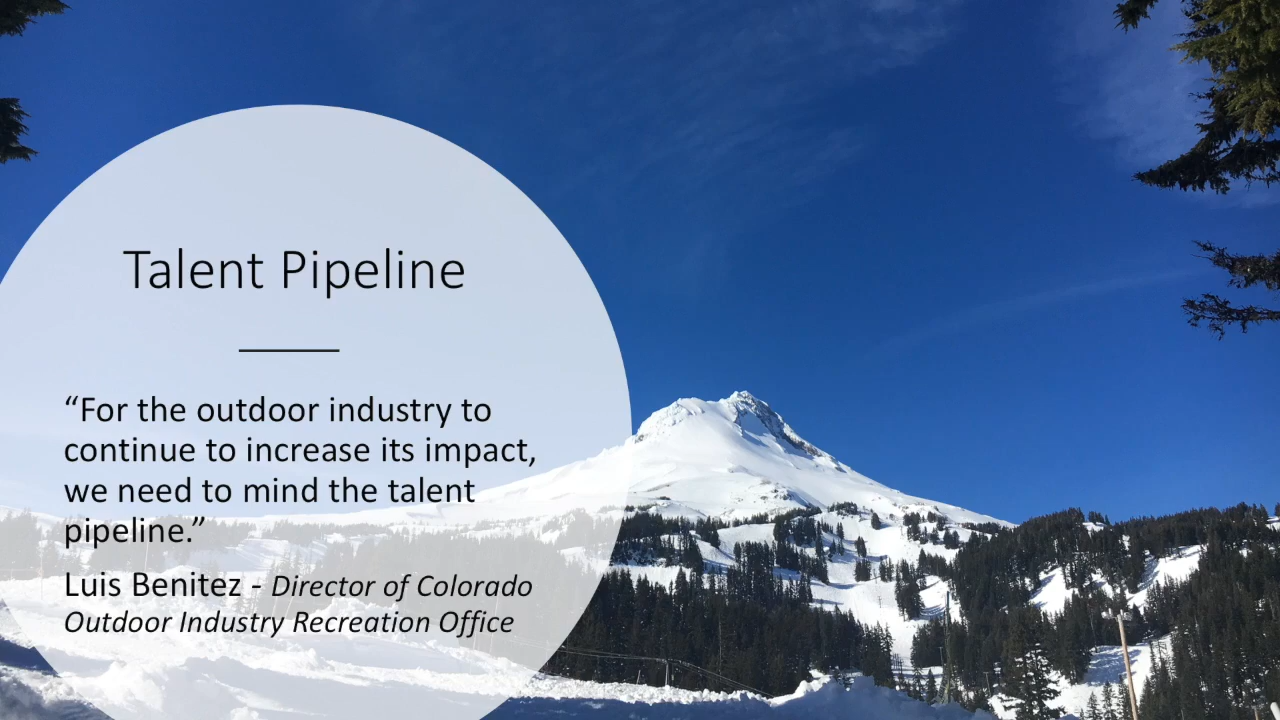 Talent Pipeline
“For the outdoor industry to
continue to increase its impact,
we need to mind the talent
pipeline.”
Luis Benitez - Director of Colorado
Outdoor Industry Recreation Office